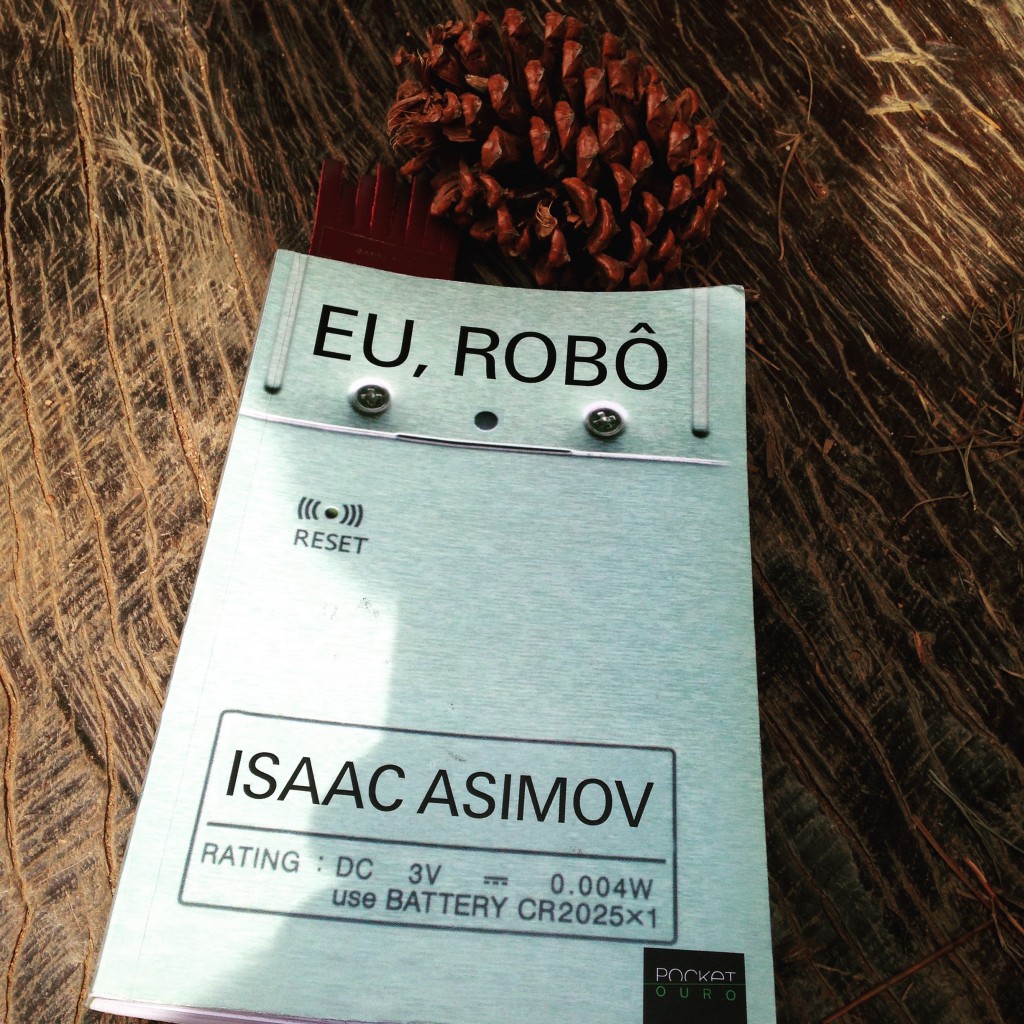 EU, ROBÔ
RESET
ISAAC ASIMOV
RATING : DC 3V ⎓ 0.004W
use BATTERY CR2025×1
POCKET
OURO